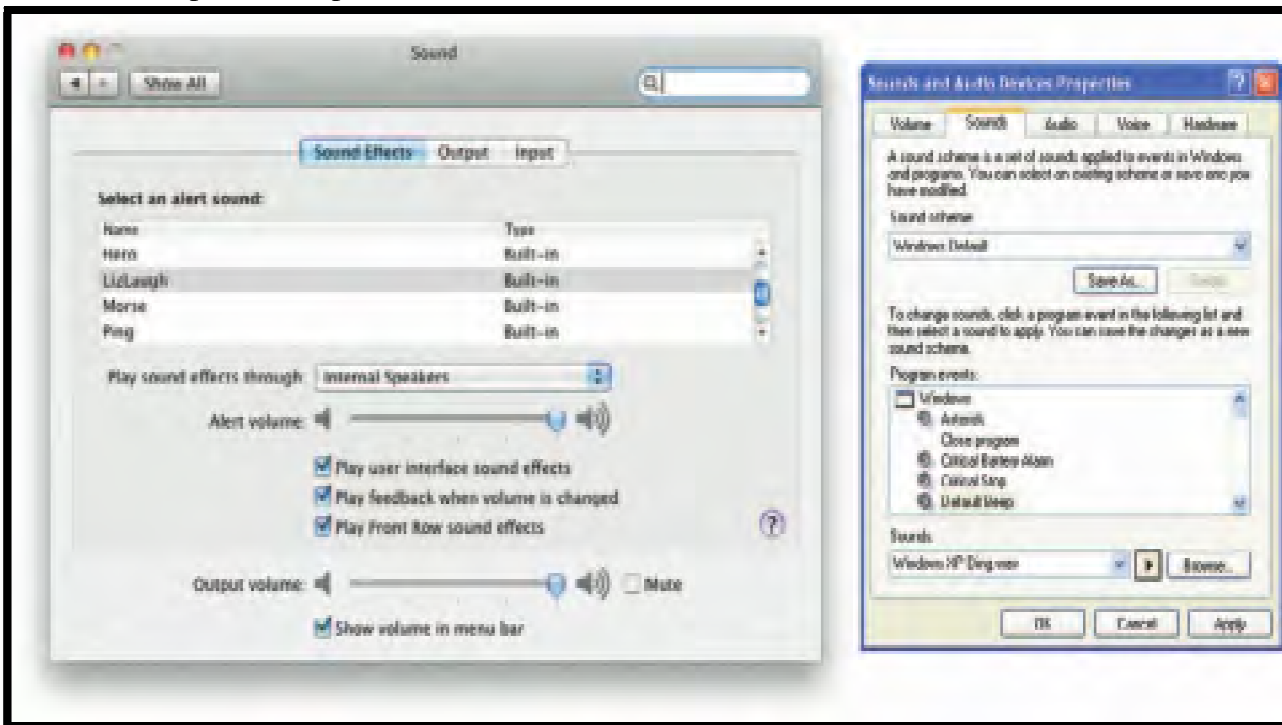 Sound
Show All
Sound Effects Output Input
Select an alert sound:
Name Type
Hero Built-in
LizLaugh Built-in
Morse Built-in
Ping Built-in
Play sound effects through: Internal Speakers
Alert volume:
Play user interface sound effects
Play feedback when volume is changed
Play Front Row sound effects
?
Output volume: Mute
Show volume in menu bar
Sounds and Audio Devices Properties
?
Volume Sounds Audio Voice Hardware
A sound scheme is a set of sounds applied to events in Windows
and programs. You can select an existing scheme or save one you
have modified.
Sound scheme:
Windows Default
Save As...
To change sounds, click a program event in the following list and
then select a sound to apply. You can save the changes as a new
sound scheme.
Program events:
Windows
Asterisk
Close program
Critical Battery Alarm
Critical Stop
Default Beep
Sounds:
Windows XP Ding.wav Browse...
OK Cancel Apply